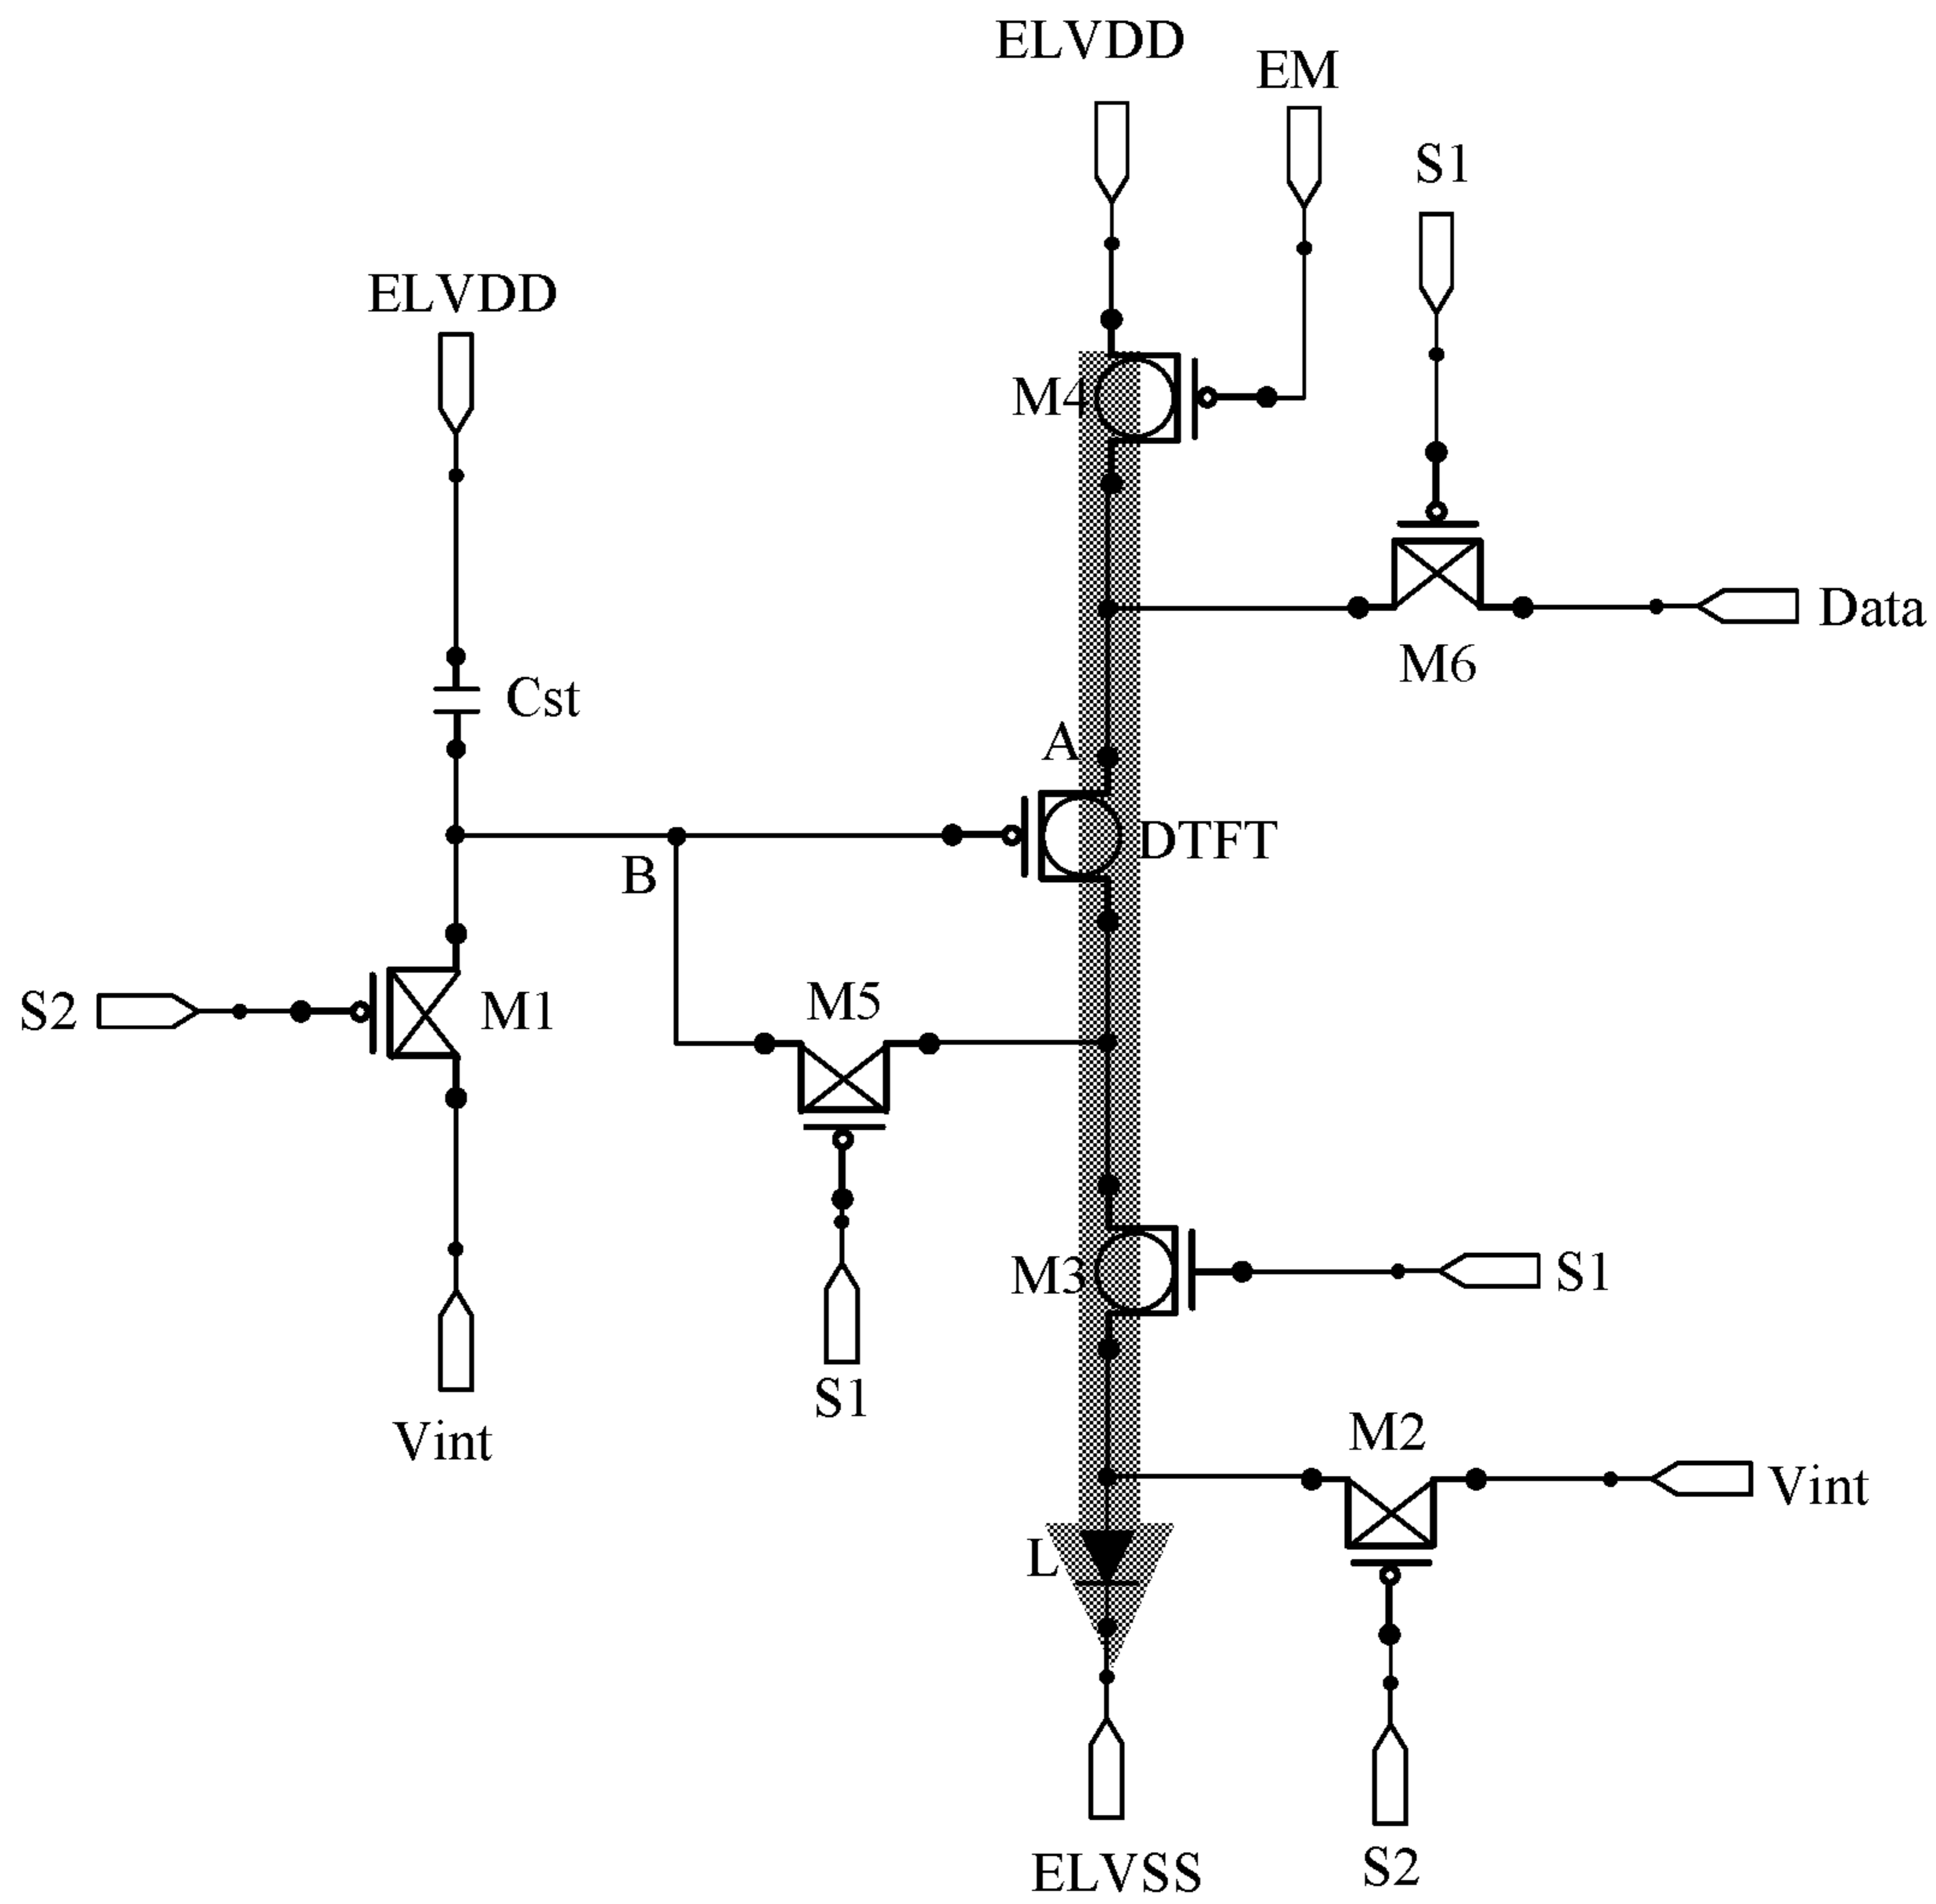 ELVDD
EM
S1
ELVDD
M4
Data
M6
Cst
A
DTFT
B
S2
M1
M5
M3
S1
S1
Vint
M2
Vint
L
ELVSS
S2